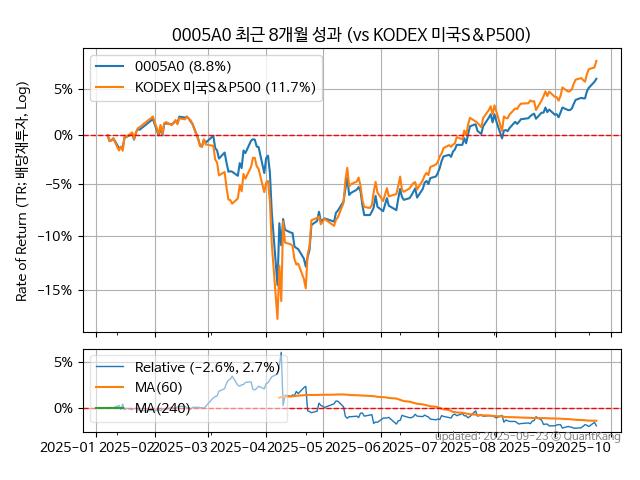 0005A0 최근 8개월 성과 (vs KODEX 미국S&P500)
0005A0 (8.8%)
KODEX 미국S&P500 (11.7%)
Rate of Return (TR: 배당재투자, Log)
5%
0%
−5%
−10%
−15%
Relative (−2.6%, 2.7%)
MA(60)
MA(240)
5%
0%
2025−01 2025−02 2025−03 2025−04 2025−05 2025−06 2025−07 2025−08 2025−09 2025−10
Updated: 2025-09-23 © QuantKang